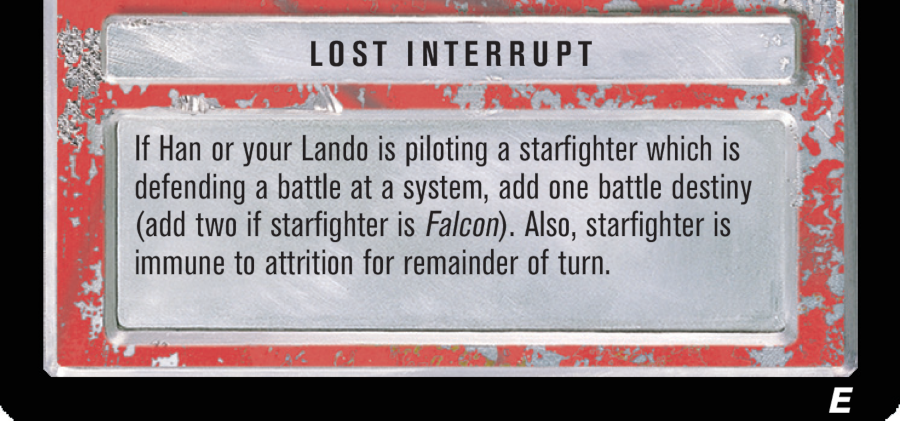 LOST INTERRUPT
If Han or your Lando is piloting a starfighter which is
defending a battle at a system, add one battle destiny
(add two if starfighter is Falcon). Also, starfighter is
immune to attrition for remainder of turn.
E